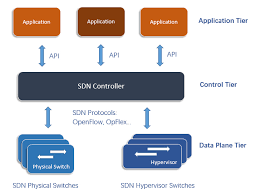 Application
Application
Application
Application Tier
API
API
API
SDN Controller
Control Tier
SDN Protocols
OpenFlow, OpFlex...
Data Plane Tier
Physical Switch
Hypervisor
SDN Physical Switches
SDN Hypervisor Switches